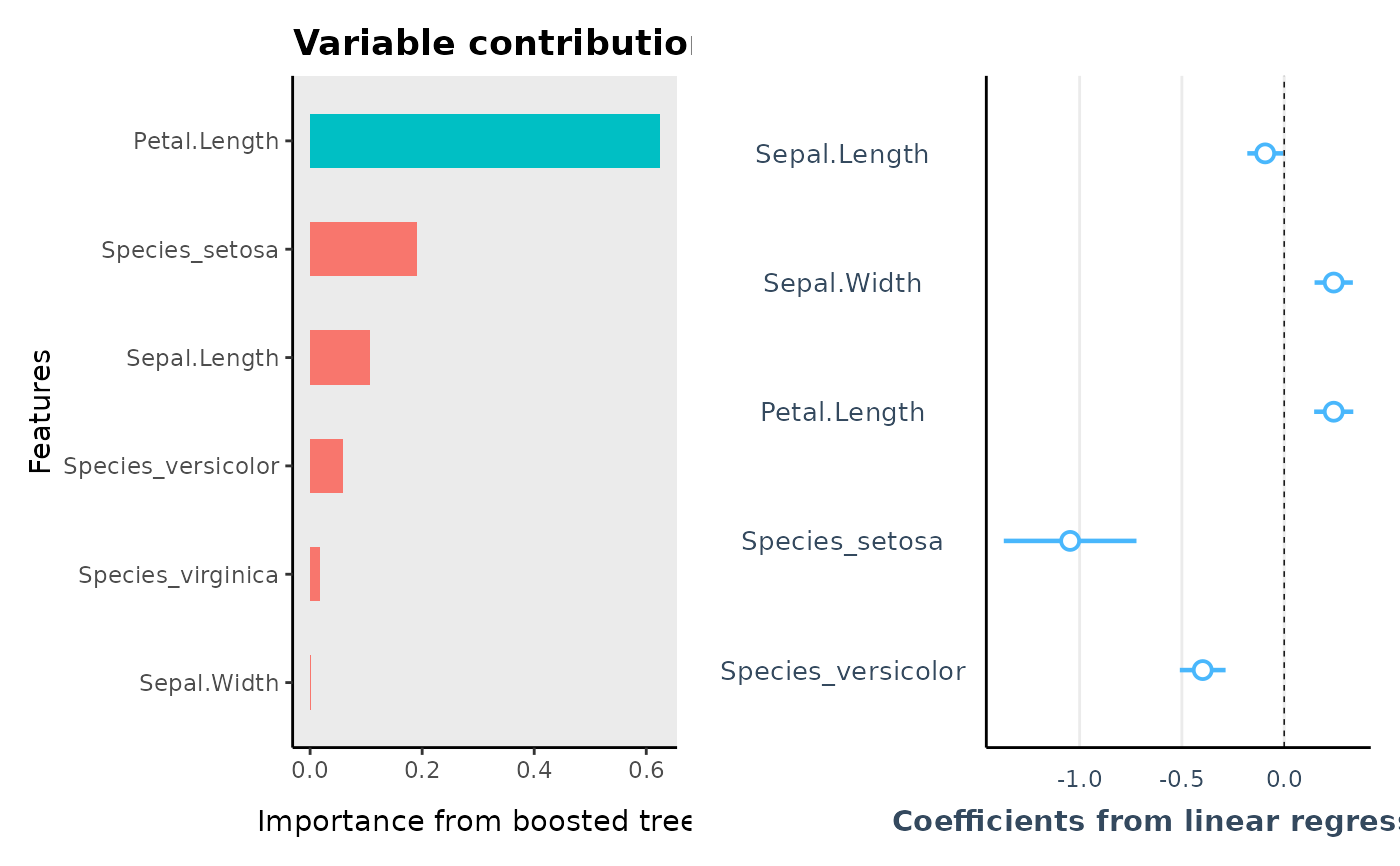 Variable contribution
Features
Petal.Length
Species_setosa
Sepal.Length
Species_versicolor
Species_virginica
Sepal.Width
0.0 0.2 0.4 0.6
Importance from boosted tree
Sepal.Length
Sepal.Width
Petal.Length
Species_setosa
Species_versicolor
-1.0 -0.5 0.0
Coefficients from linear regress